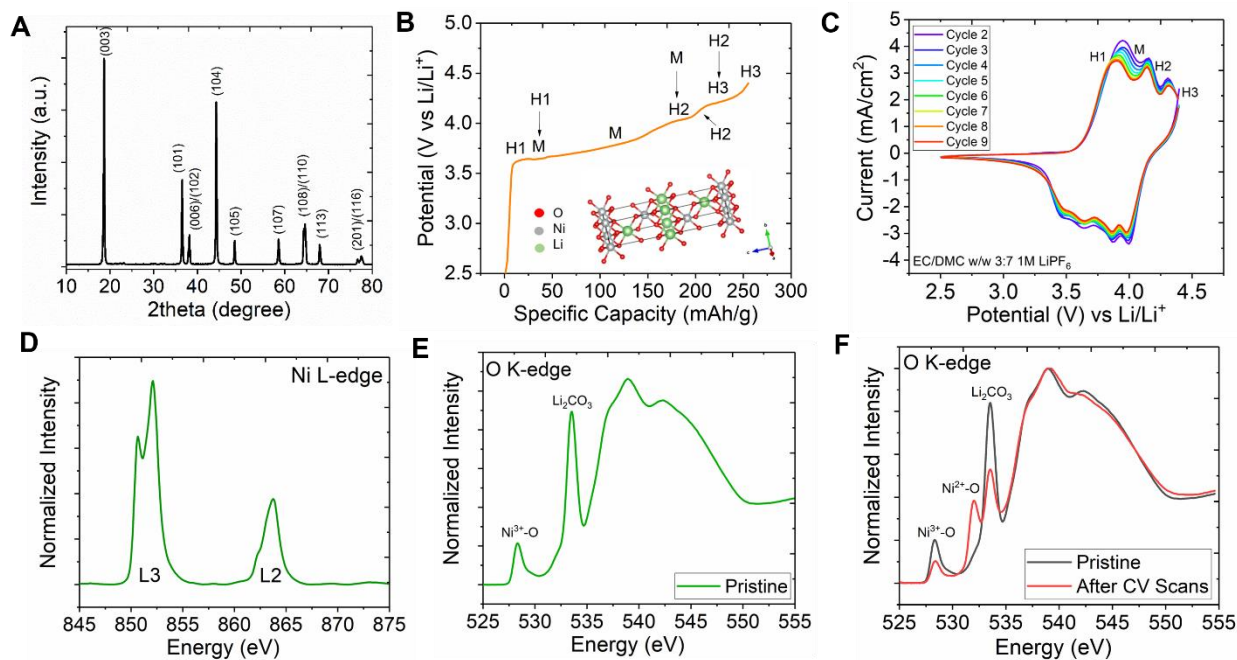 A
Intensity (a.u.)
(003)
(101)
(006)/(102)
(104)
(105)
(107)
(108)/(110)
(113)
(201)/(116)
10 20 30 40 50 60 70 80
2theta (degree)
B
Potential (V vs Li/Li⁺)
5.0
4.5
4.0
3.5
3.0
2.5
H1
H1
M
M
M
H2
H2
H3
H2
H3
O
Ni
Li
0 50 100 150 200 250 300
Specific Capacity (mAh/g)
C
Current (mA/cm²)
5
4
3
2
1
0
-1
-2
-3
-4
Cycle 2
Cycle 3
Cycle 4
Cycle 5
Cycle 6
Cycle 7
Cycle 8
Cycle 9
H1
M
H2
H3
EC/DMC w/w 3:7 1M LiPF₆
2.5 3.0 3.5 4.0 4.5
Potential (V) vs Li/Li⁺
D
Normalized Intensity
Ni L-edge
L3
L2
845 850 855 860 865 870 875
Energy (eV)
E
Normalized Intensity
O K-edge
Li₂CO₃
Ni³⁺-O
Pristine
525 530 535 540 545 550 555
Energy (eV)
F
Normalized Intensity
O K-edge
Li₂CO₃
Ni²⁺-O
Ni³⁺-O
Pristine
After CV Scans
525 530 535 540 545 550 555
Energy (eV)